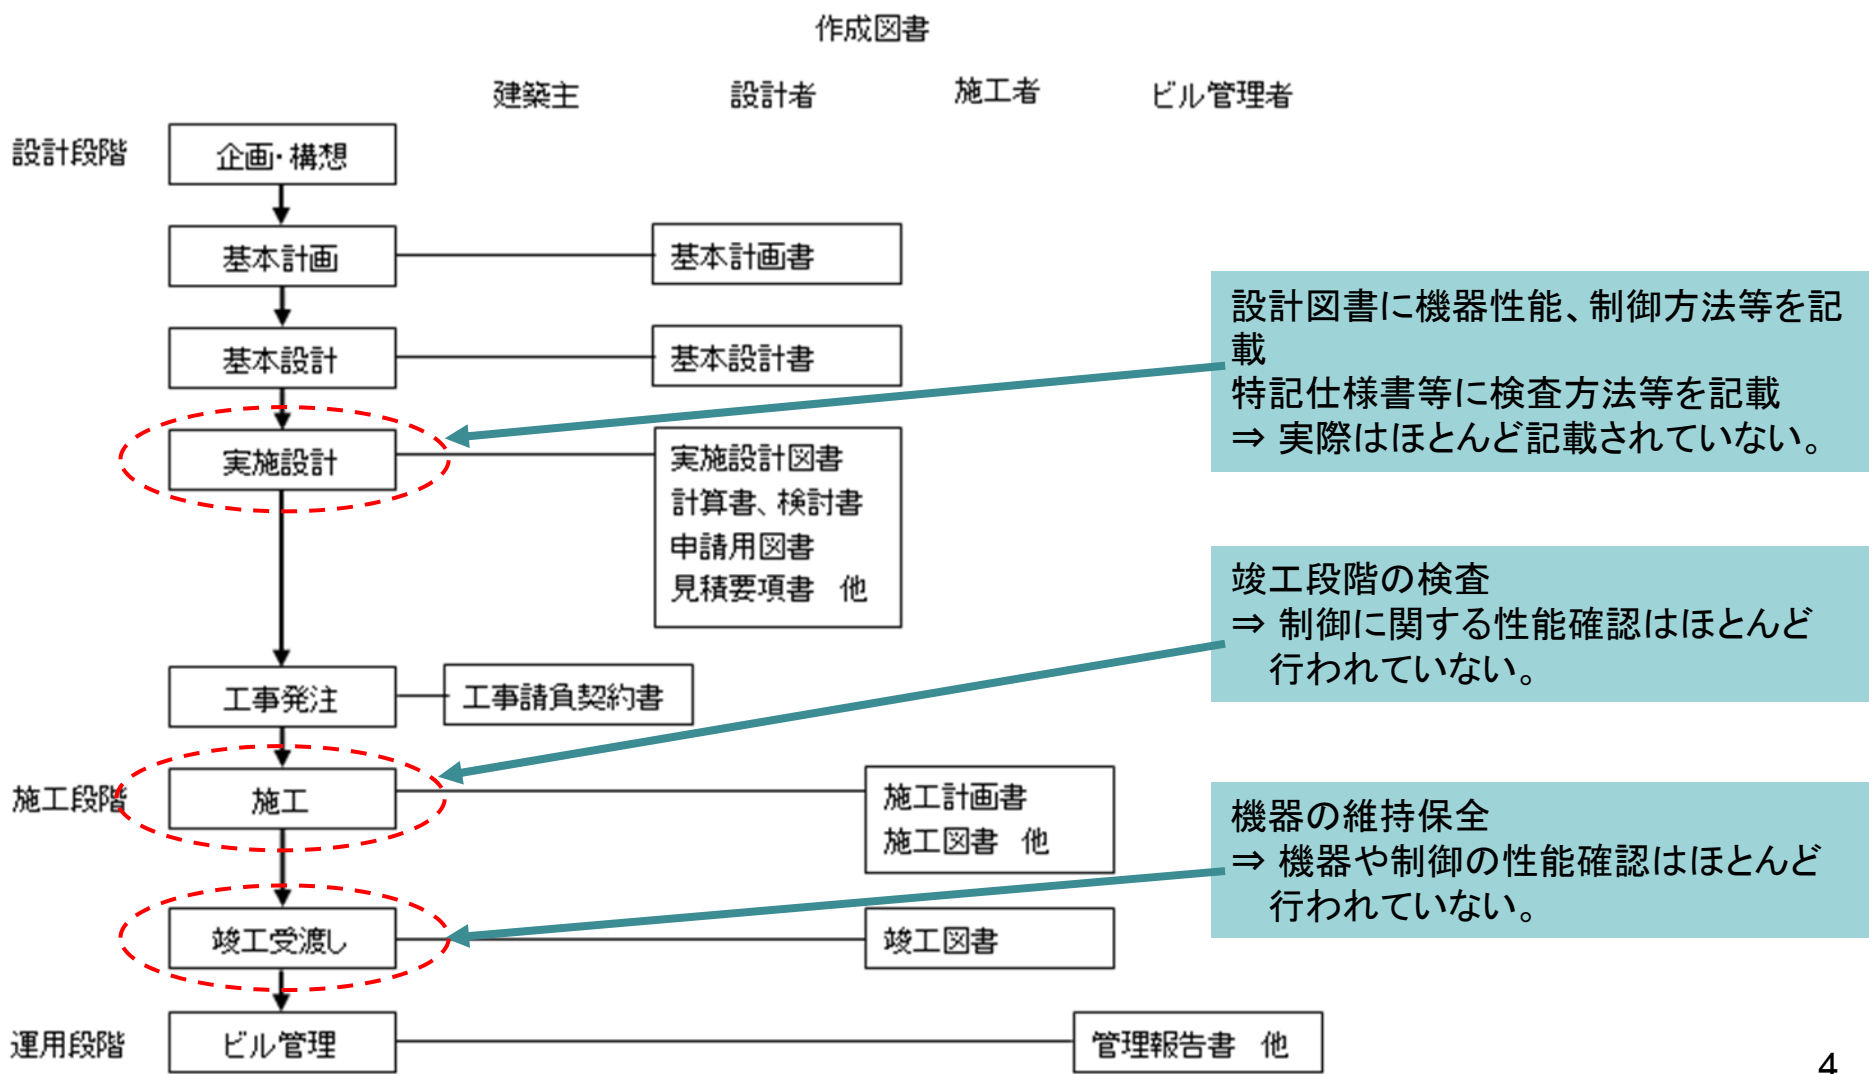 作成図書
建築主　設計者　施工者　ビル管理者
設計段階
企画・構想
基本計画
基本計画書
基本設計
基本設計書
実施設計
実施設計図書
計算書、検討書
申請用図書
見積要項書　他
工事発注
工事請負契約書
施工段階
施工
施工計画書
施工図書　他
竣工受渡し
竣工図書
運用段階
ビル管理
管理報告書　他
設計図書に機器性能、制御方法等を記
載
特記仕様書等に検査方法等を記載
⇒ 実際はほとんど記載されていない。
竣工段階の検査
⇒ 制御に関する性能確認はほとんど
行われていない。
機器の維持保全
⇒ 機器や制御の性能確認はほとんど
行われていない。
4